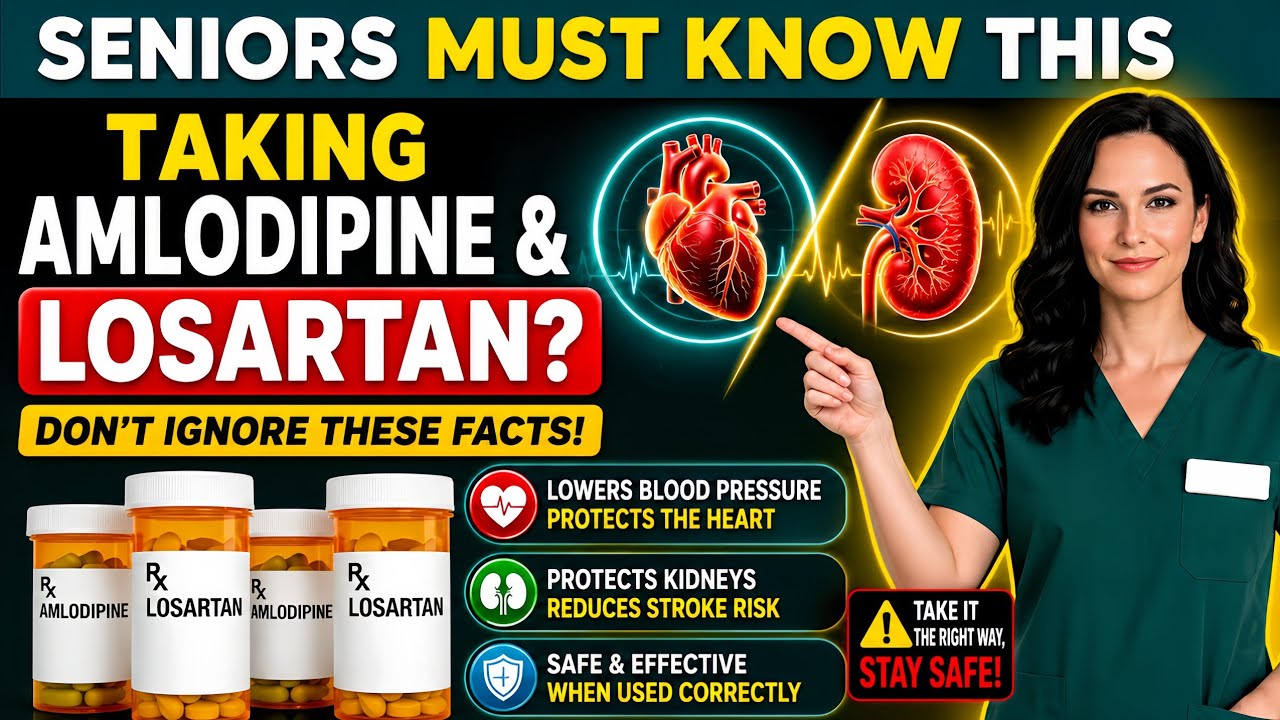 SENIORS MUST KNOW THIS
TAKING
AMLODIPINE &
LOSARTAN?
DON'T IGNORE THESE FACTS!
Rx
AMLODIPINE
Rx
LOSARTAN
Rx
AMLODIPINE
Rx
LOSARTAN
LOWERS BLOOD PRESSURE
PROTECTS THE HEART
PROTECTS KIDNEYS
REDUCES STROKE RISK
SAFE & EFFECTIVE
WHEN USED CORRECTLY
TAKE IT
THE RIGHT WAY,
STAY SAFE!